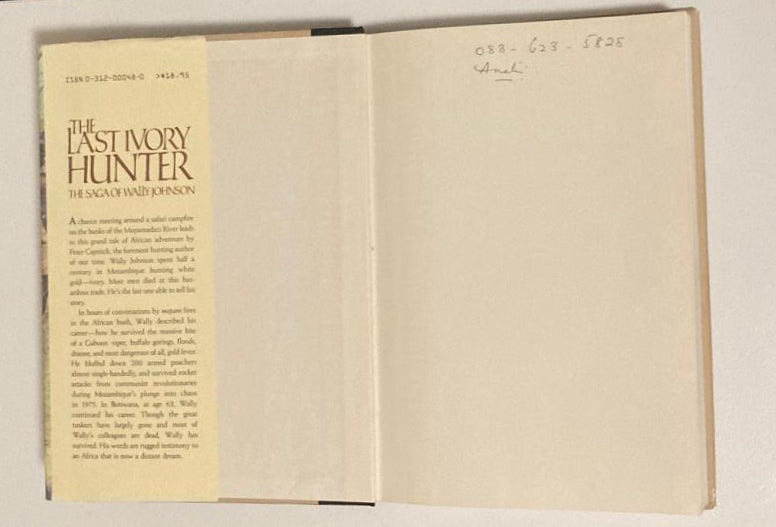 ISBN 0-312-00048-0 >$18.95
THE
LAST IVORY
HUNTER
THE SAGA OF WALLY JOHNSON
A chance meeting around a safari campfire
on the banks of the Mupamadazi River leads
to this grand tale of African adventure by
Peter Capstick, the foremost hunting author
of our time. Wally Johnson spent half a
century in Mozambique hunting white
gold—ivory. Most men died at this haz-
ardous trade. He's the last one able to tell his
story.
In hours of conversations by mopane fires
in the African bush, Wally described his
career—how he survived the massive bite
of a Gaboon viper, buffalo gorings, floods,
disease, and most dangerous of all, gold fever.
He bluffed down 200 armed poachers
almost single-handedly, and survived rocket
attacks from communist revolutionaries
during Mozambique's plunge into chaos
in 1975. In Botswana, at age 63, Wally
continued his career. Though the great
tuskers have largely gone and most of
Wally's colleagues are dead, Wally has
survived. His words are rugged testimony to
an Africa that is now a distant dream.
083-623-5828